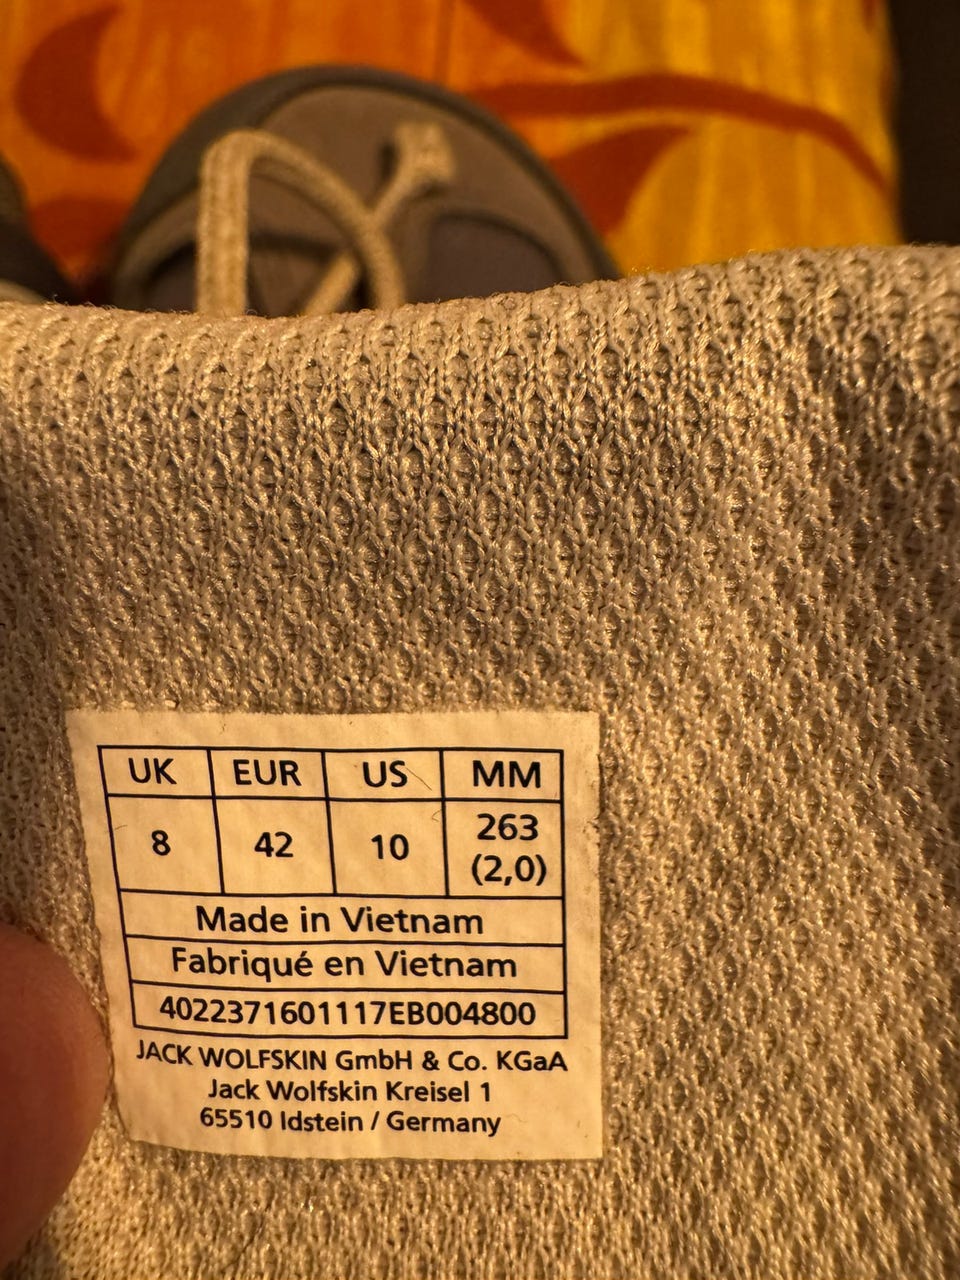 UK EUR US MM
8 42 10 263 (2,0)
Made in Vietnam
Fabriqué en Vietnam
4022371601117EB004800
JACK WOLFSKIN GmbH & Co. KGaA
Jack Wolfskin Kreisel 1
65510 Idstein / Germany